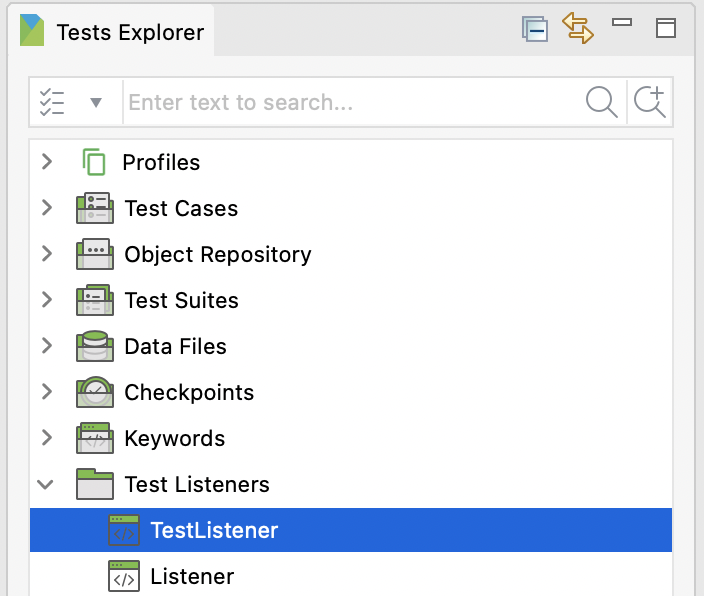 Tests Explorer
Enter text to search...
Profiles
Test Cases
Object Repository
Test Suites
Data Files
Checkpoints
Keywords
Test Listeners
TestListener
Listener